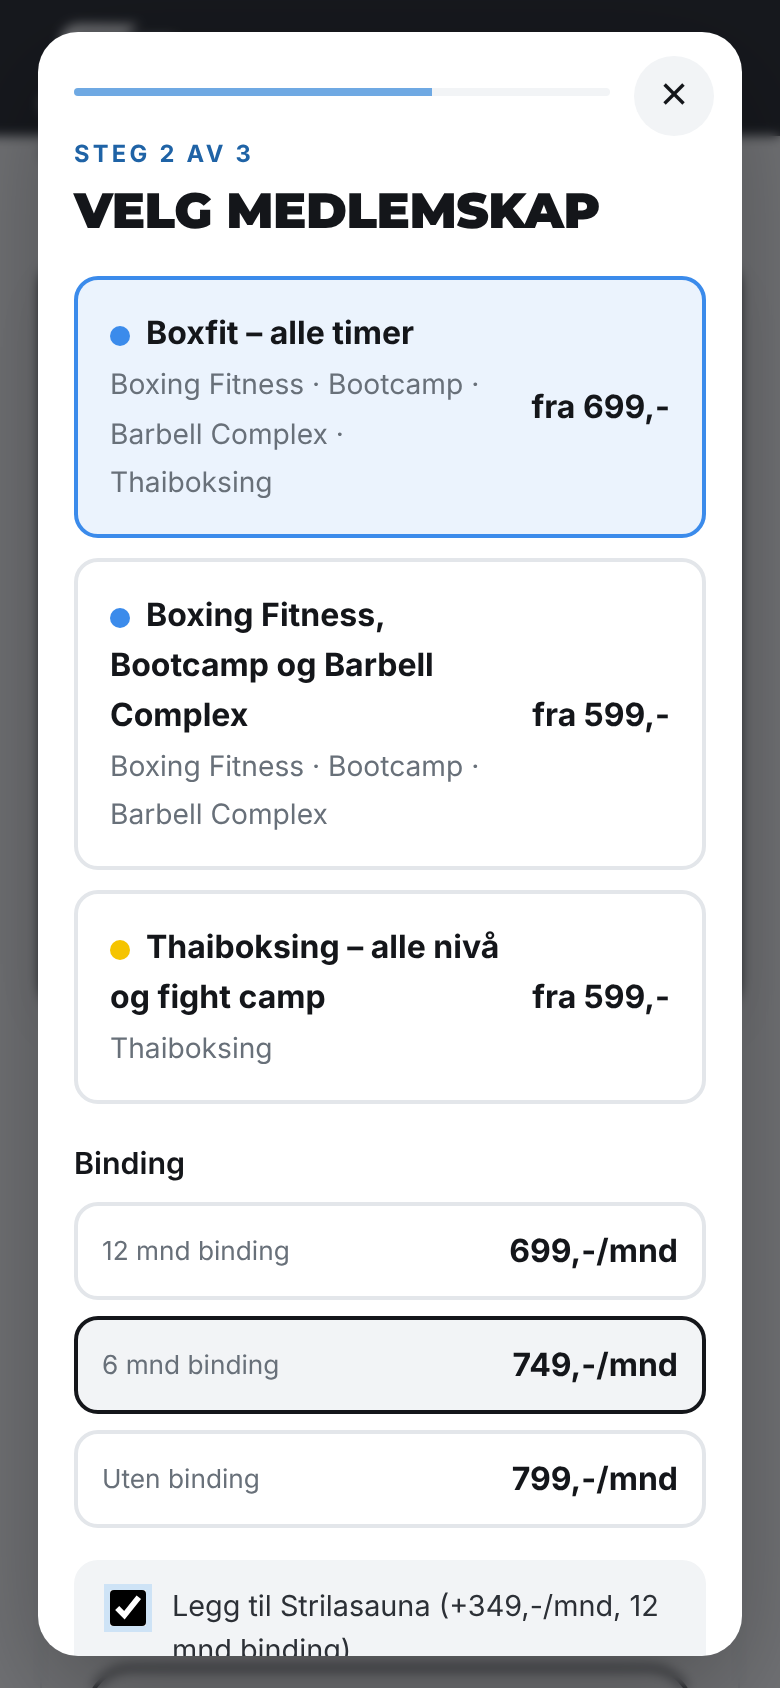 STEG 2 AV 3
VELG MEDLEMSKAP
Boxfit – alle timer
Boxing Fitness · Bootcamp ·
Barbell Complex ·
Thaiboksing
fra 699,-
Boxing Fitness,
Bootcamp og Barbell
Complex
fra 599,-
Boxing Fitness · Bootcamp ·
Barbell Complex
Thaiboksing – alle nivå
og fight camp
fra 599,-
Thaiboksing
Binding
12 mnd binding 699,-/mnd
6 mnd binding 749,-/mnd
Uten binding 799,-/mnd
Legg til Strilasauna (+349,-/mnd, 12
mnd binding)